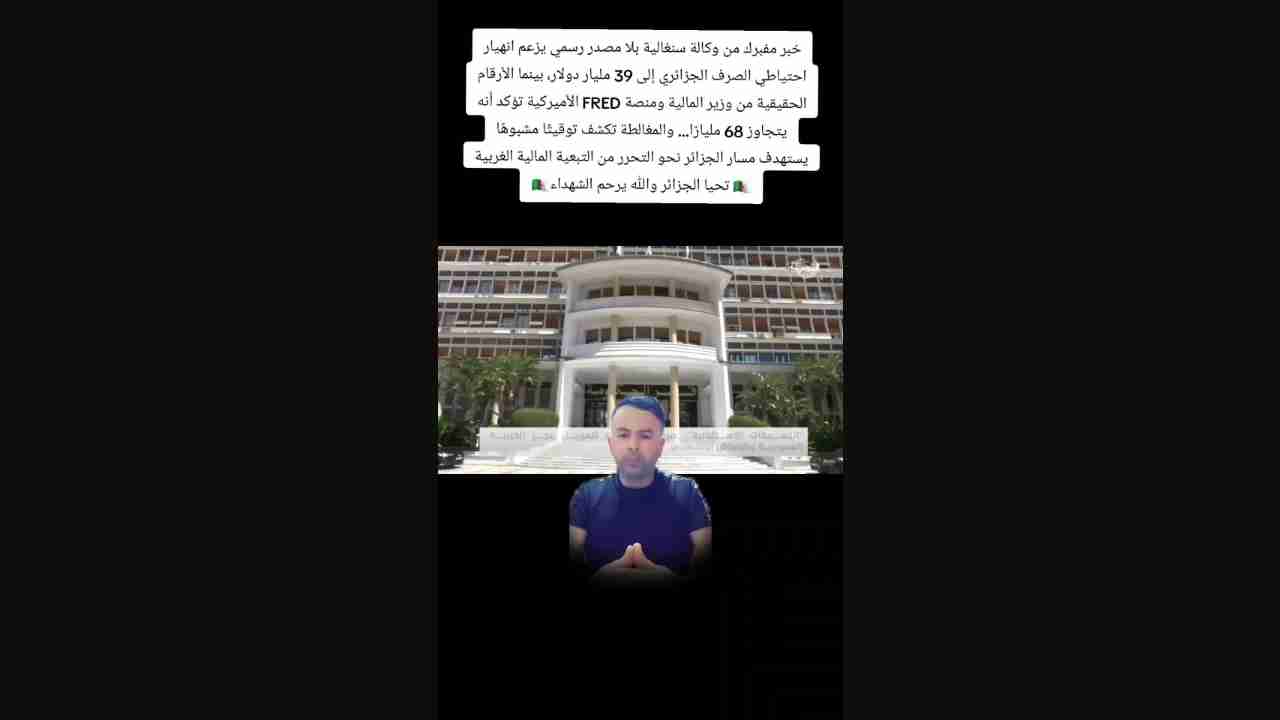 خبر مفبرك من وكالة سنغالية بلا مصدر رسمي يزعم انهيار
احتياطي الصرف الجزائري إلى 39 مليار دولار، بينما الأرقام
الحقيقية من وزير المالية ومنصة FRED الأميركية تؤكد أنه
يتجاوز 68 مليارًا... والمغالطة تكشف توقيتًا مشبوهًا
يستهدف مسار الجزائر نحو التحرر من التبعية المالية الغربية
🇩🇿 تحيا الجزائر والله يرحم الشهداء 🇩🇿